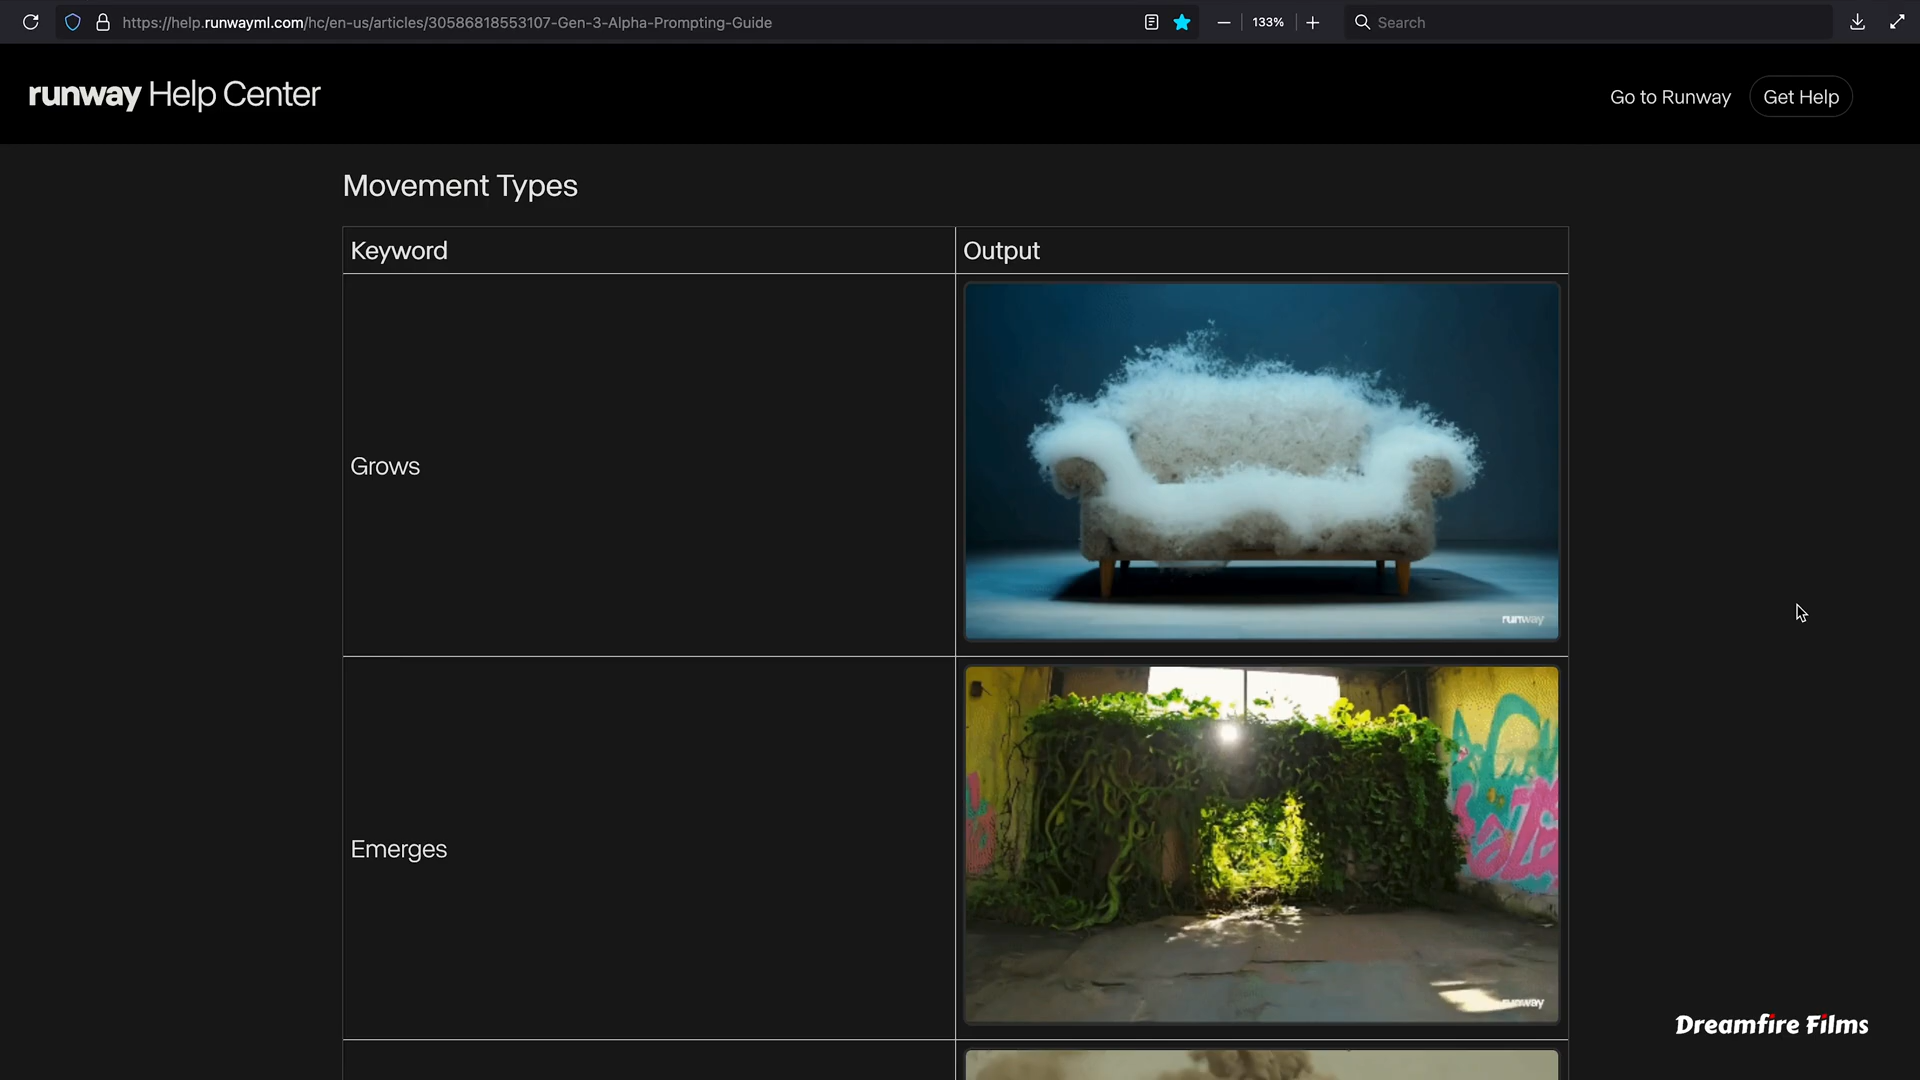 https://help.runwayml.com/hc/en-us/articles/30586818553107-Gen-3-Alpha-Prompting-Guide
133%
Search
runway Help Center
Go to Runway
Get Help
Movement Types
Keyword
Output
Grows
runway
Emerges
runway
Dreamfire Films